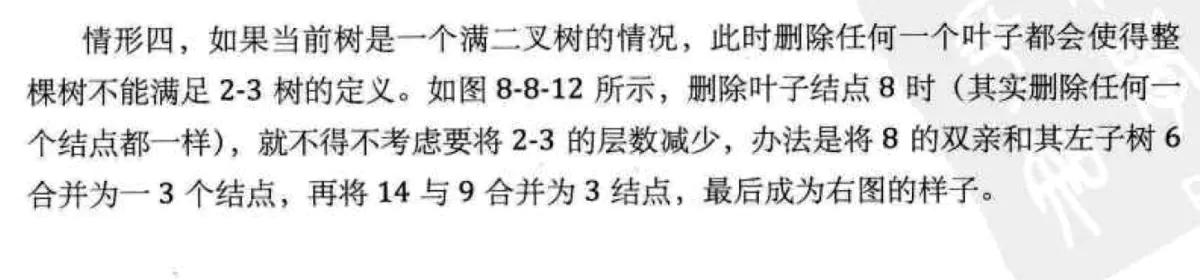 情形四，如果当前树是一个满二叉树的情况，此时删除任何一个叶子都会使得整
棵树不能满足 2-3 树的定义。如图 8-8-12 所示，删除叶子结点 8 时（其实删除任何一
个结点都一样），就不得不考虑要将 2-3 的层数减少，办法是将 8 的双亲和其左子树 6
合并为一 3 个结点，再将 14 与 9 合并为 3 结点，最后成为右图的样子。